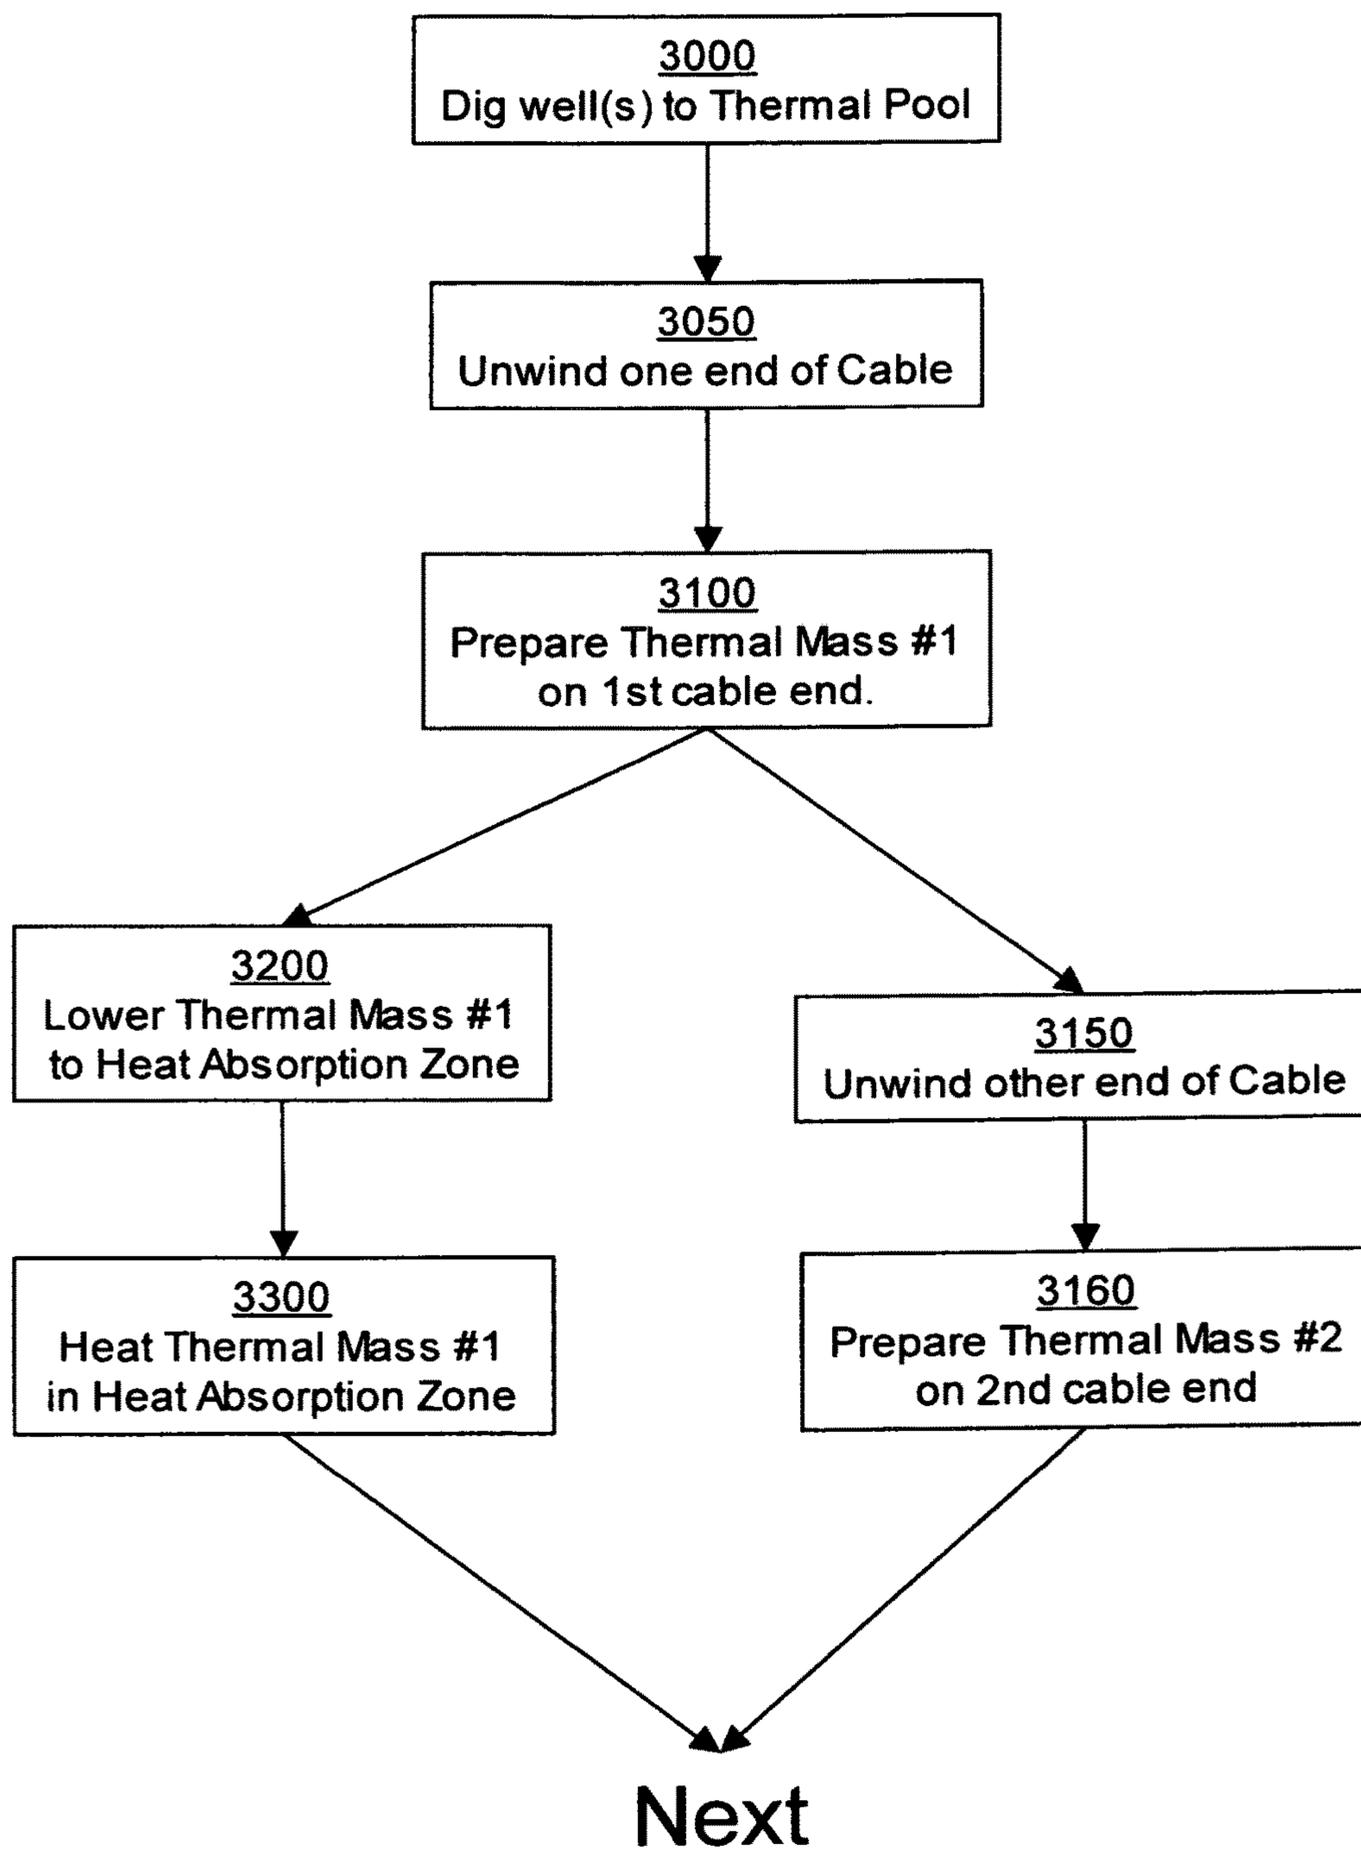 3000
Dig well(s) to Thermal Pool
3050
Unwind one end of Cable
3100
Prepare Thermal Mass #1
on 1st cable end.
3200
Lower Thermal Mass #1
to Heat Absorption Zone
3150
Unwind other end of Cable
3300
Heat Thermal Mass #1
in Heat Absorption Zone
3160
Prepare Thermal Mass #2
on 2nd cable end
Next